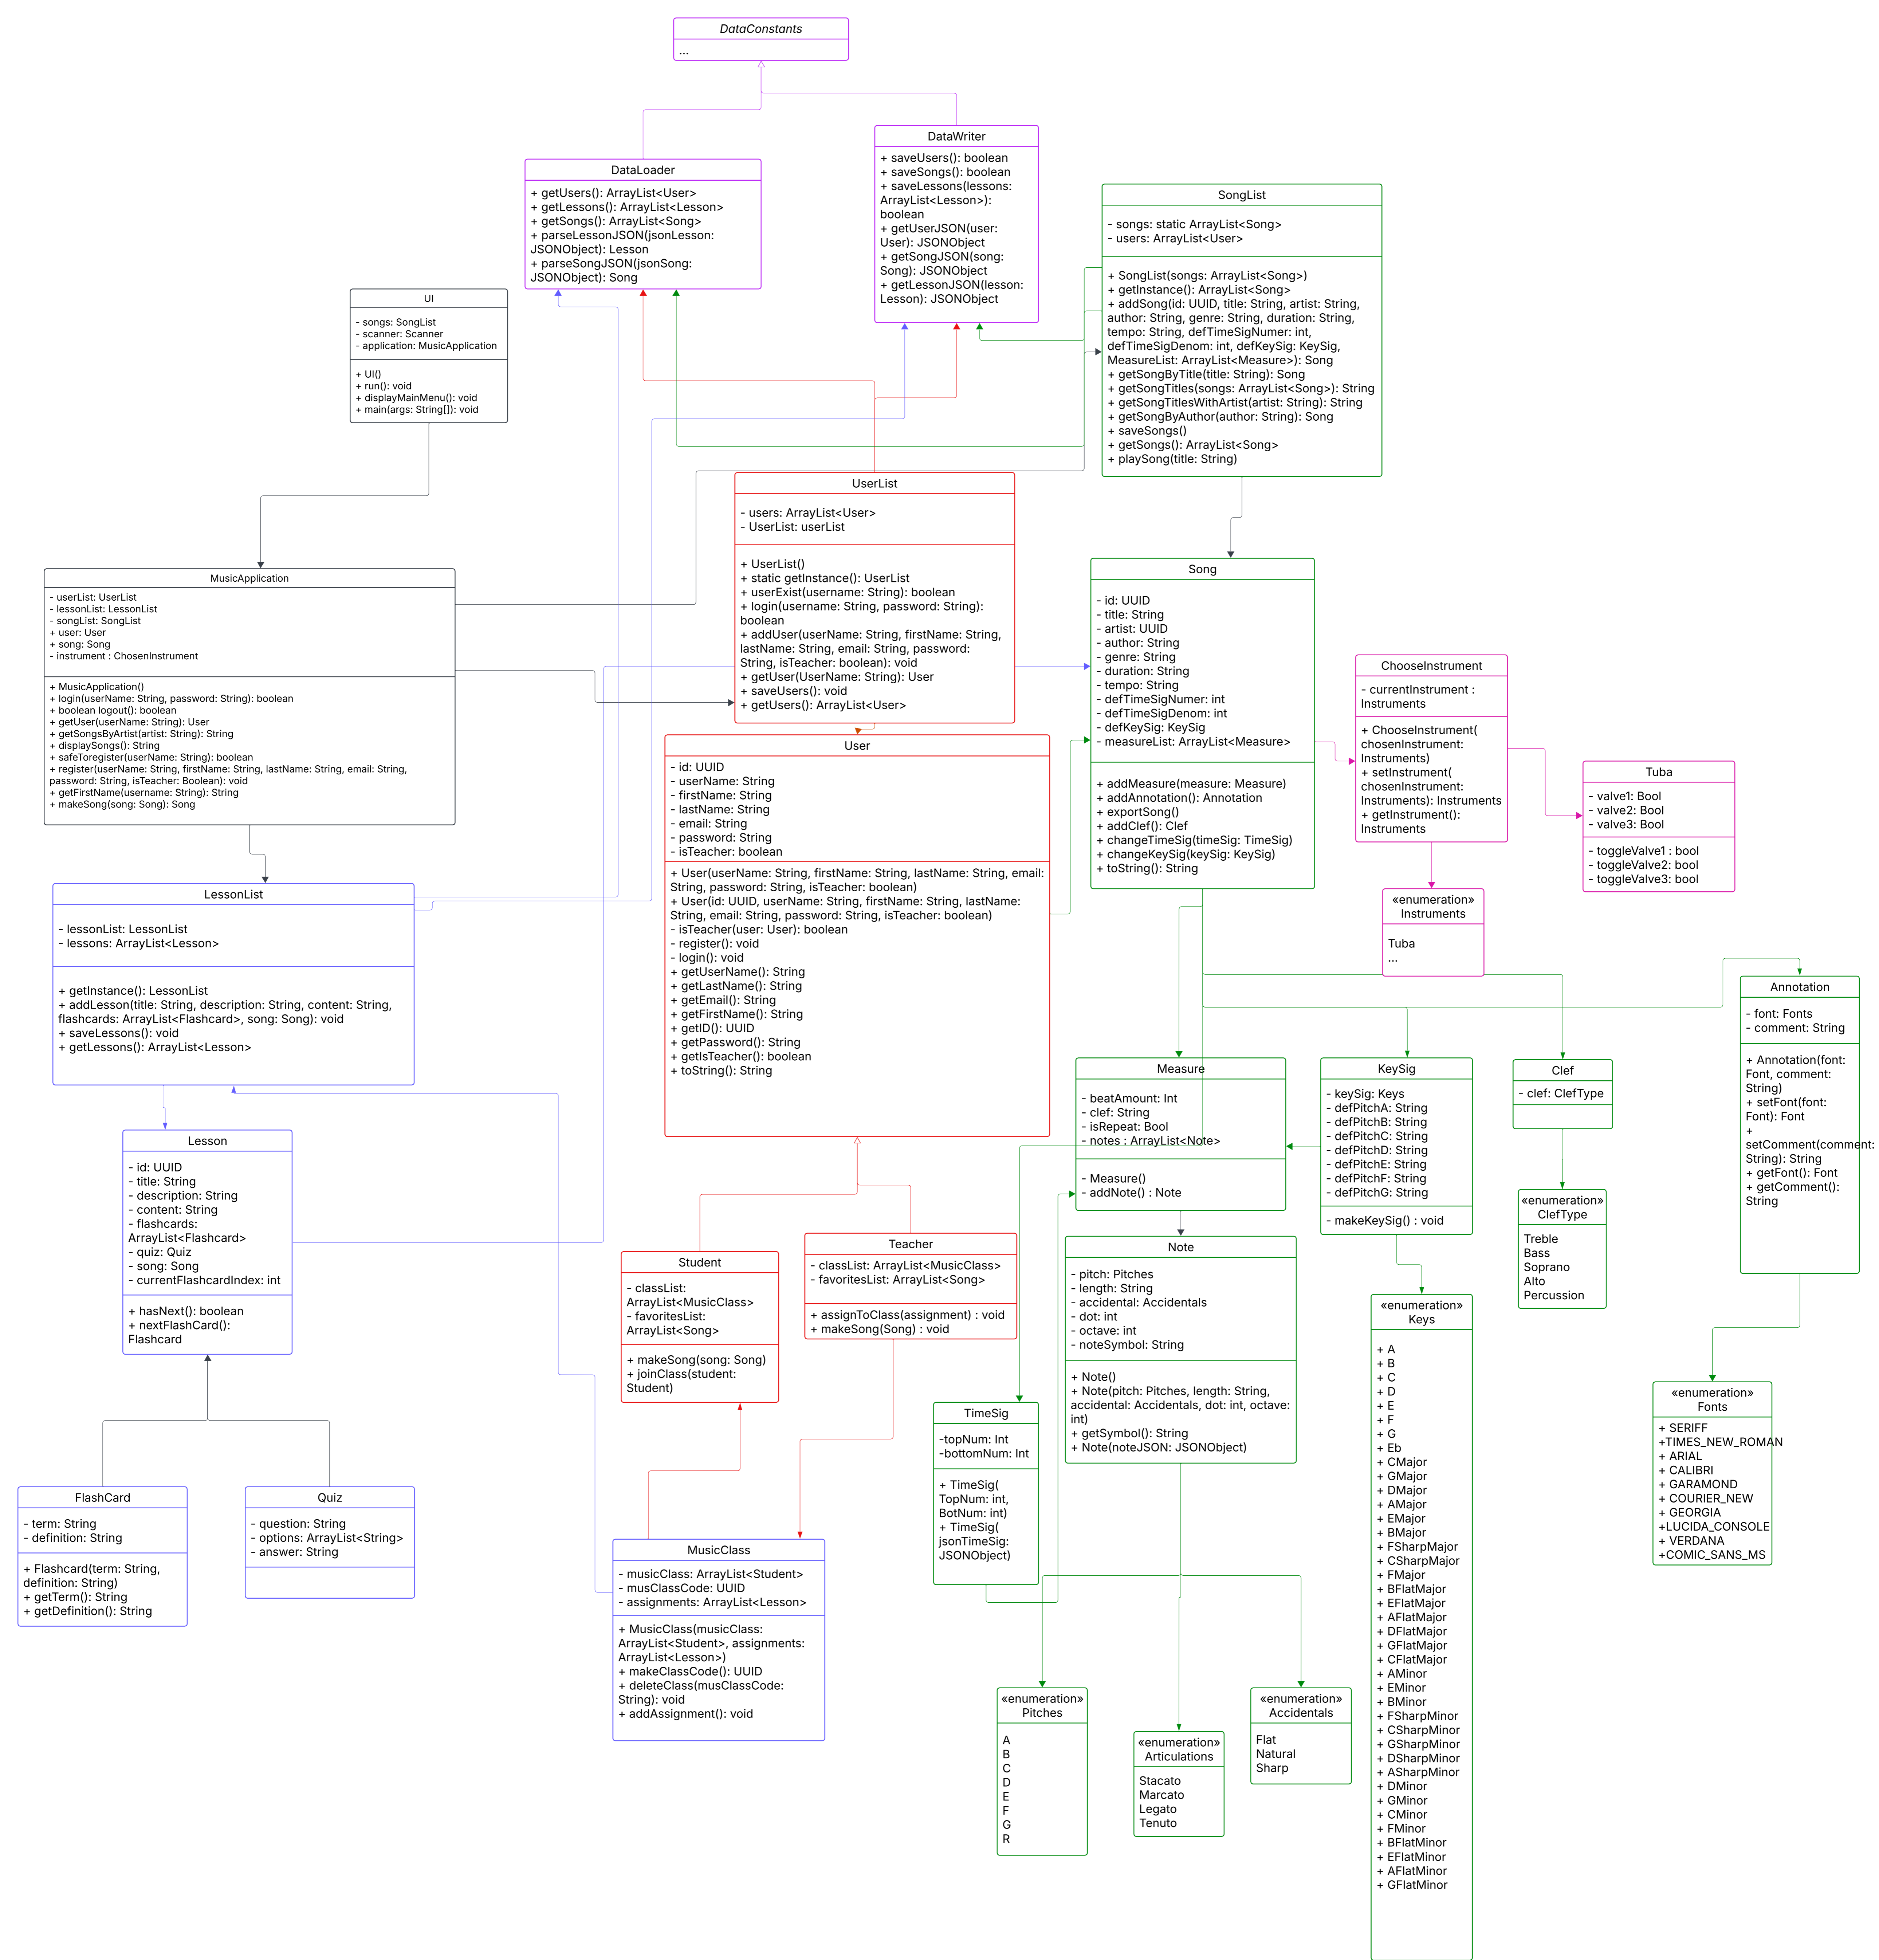 DataConstants
...
DataWriter
+ saveUsers(): boolean
+ saveSongs(): boolean
+ saveLessons(lessons:
ArrayList<Lesson>):
boolean
+ getUserJSON(user:
User): JSONObject
+ getSongJSON(song:
Song): JSONObject
+ getLessonJSON(lesson:
Lesson): JSONObject
DataLoader
+ getUsers(): ArrayList<User>
+ getLessons(): ArrayList<Lesson>
+ getSongs(): ArrayList<Song>
+ parseLessonJSON(jsonLesson:
JSONObject): Lesson
+ parseSongJSON(jsonSong:
JSONObject): Song
SongList
- songs: static ArrayList<Song>
- users: ArrayList<User>
+ SongList(songs: ArrayList<Song>)
+ getInstance(): ArrayList<Song>
+ addSong(id: UUID, title: String, artist: String,
author: String, genre: String, duration: String,
tempo: String, defTimeSigNumer: int,
defTimeSigDenom: int, defKeySig: KeySig,
MeasureList: ArrayList<Measure>): Song
+ getSongByTitle(title: String): Song
+ getSongTitles(songs: ArrayList<Song>): String
+ getSongTitlesWithArtist(artist: String): String
+ getSongByAuthor(author: String): Song
+ saveSongs()
+ getSongs(): ArrayList<Song>
+ playSong(title: String)
UI
- songs: SongList
- scanner: Scanner
- application: MusicApplication
+ UI()
+ run(): void
+ displayMainMenu(): void
+ main(args: String[]): void
UserList
- users: ArrayList<User>
- UserList: userList
+ UserList()
+ static getInstance(): UserList
+ userExist(username: String): boolean
+ login(username: String, password: String):
boolean
+ addUser(userName: String, firstName: String,
lastName: String, email: String, password:
String, isTeacher: boolean): void
+ getUser(UserName: String): User
+ saveUsers(): void
+ getUsers(): ArrayList<User>
MusicApplication
- userList: UserList
- lessonList: LessonList
- songList: SongList
+ user: User
+ song: Song
- instrument : ChosenInstrument
+ MusicApplication()
+ login(userName: String, password: String): boolean
+ boolean logout(): boolean
+ getUser(userName: String): User
+ getSongsByArtist(artist: String): String
+ displaySongs(): String
+ safeToregister(userName: String): boolean
+ register(userName: String, firstName: String, lastName: String, email: String,
password: String, isTeacher: Boolean): void
+ getFirstName(username: String): String
+ makeSong(song: Song): Song
Song
- id: UUID
- title: String
- artist: UUID
- author: String
- genre: String
- duration: String
- tempo: String
- defTimeSigNumer: int
- defTimeSigDenom: int
- defKeySig: KeySig
- measureList: ArrayList<Measure>
+ addMeasure(measure: Measure)
+ addAnnotation(): Annotation
+ exportSong()
+ addClef(): Clef
+ changeTimeSig(timeSig: TimeSig)
+ changeKeySig(keySig: KeySig)
+ toString(): String
ChooseInstrument
- currentInstrument :
Instruments
+ ChooseInstrument(
chosenInstrument:
Instruments)
+ setInstrument(
chosenInstrument:
Instruments): Instruments
+ getInstrument():
Instruments
Tuba
- valve1: Bool
- valve2: Bool
- valve3: Bool
- toggleValve1 : bool
- toggleValve2: bool
- toggleValve3: bool
User
- id: UUID
- userName: String
- firstName: String
- lastName: String
- email: String
- password: String
- isTeacher: boolean
+ User(userName: String, firstName: String, lastName: String, email:
String, password: String, isTeacher: boolean)
+ User(id: UUID, userName: String, firstName: String, lastName:
String, email: String, password: String, isTeacher: boolean)
- isTeacher(user: User): boolean
- register(): void
- login(): void
+ getUserName(): String
+ getLastName(): String
+ getEmail(): String
+ getFirstName(): String
+ getID(): UUID
+ getPassword(): String
+ getIsTeacher(): boolean
+ toString(): String
«enumeration»
Instruments
Tuba
...
LessonList
- lessonList: LessonList
- lessons: ArrayList<Lesson>
+ getInstance(): LessonList
+ addLesson(title: String, description: String, content: String,
flashcards: ArrayList<Flashcard>, song: Song): void
+ saveLessons(): void
+ getLessons(): ArrayList<Lesson>
Annotation
- font: Fonts
- comment: String
+ Annotation(font:
Font, comment:
String)
+ setFont(font:
Font): Font
+
setComment(comment:
String): String
+ getFont(): Font
+ getComment():
String
Measure
- beatAmount: Int
- clef: String
- isRepeat: Bool
- notes : ArrayList<Note>
- Measure()
- addNote() : Note
KeySig
- keySig: Keys
- defPitchA: String
- defPitchB: String
- defPitchC: String
- defPitchD: String
- defPitchE: String
- defPitchF: String
- defPitchG: String
- makeKeySig() : void
Clef
- clef: ClefType
«enumeration»
ClefType
Treble
Bass
Soprano
Alto
Percussion
Lesson
- id: UUID
- title: String
- description: String
- content: String
- flashcards:
ArrayList<Flashcard>
- quiz: Quiz
- song: Song
- currentFlashcardIndex: int
+ hasNext(): boolean
+ nextFlashCard():
Flashcard
Student
- classList:
ArrayList<MusicClass>
- favoritesList:
ArrayList<Song>
+ makeSong(song: Song)
+ joinClass(student:
Student)
Teacher
- classList: ArrayList<MusicClass>
- favoritesList: ArrayList<Song>
+ assignToClass(assignment) : void
+ makeSong(Song) : void
Note
- pitch: Pitches
- length: String
- accidental: Accidentals
- dot: int
- octave: int
- noteSymbol: String
+ Note()
+ Note(pitch: Pitches, length: String,
accidental: Accidentals, dot: int, octave:
int)
+ getSymbol(): String
+ Note(noteJSON: JSONObject)
«enumeration»
Keys
+ A
+ B
+ C
+ D
+ E
+ F
+ G
+ Eb
+ CMajor
+ GMajor
+ DMajor
+ AMajor
+ EMajor
+ BMajor
+ FSharpMajor
+ CSharpMajor
+ FMajor
+ BFlatMajor
+ EFlatMajor
+ AFlatMajor
+ DFlatMajor
+ GFlatMajor
+ CFlatMajor
+ AMinor
+ EMinor
+ BMinor
+ FSharpMinor
+ CSharpMinor
+ GSharpMinor
+ DSharpMinor
+ ASharpMinor
+ DMinor
+ GMinor
+ CMinor
+ FMinor
+ BFlatMinor
+ EFlatMinor
+ AFlatMinor
+ GFlatMinor
«enumeration»
Fonts
+ SERIFF
+TIMES_NEW_ROMAN
+ ARIAL
+ CALIBRI
+ GARAMOND
+ COURIER_NEW
+ GEORGIA
+LUCIDA_CONSOLE
+ VERDANA
+COMIC_SANS_MS
TimeSig
-topNum: Int
-bottomNum: Int
+ TimeSig(
TopNum: int,
BotNum: int)
+ TimeSig(
jsonTimeSig:
JSONObject)
FlashCard
- term: String
- definition: String
+ Flashcard(term: String,
definition: String)
+ getTerm(): String
+ getDefinition(): String
Quiz
- question: String
- options: ArrayList<String>
- answer: String
MusicClass
- musicClass: ArrayList<Student>
- musClassCode: UUID
- assignments: ArrayList<Lesson>
+ MusicClass(musicClass:
ArrayList<Student>, assignments:
ArrayList<Lesson>)
+ makeClassCode(): UUID
+ deleteClass(musClassCode:
String): void
+ addAssignment(): void
«enumeration»
Pitches
A
B
C
D
E
F
G
R
«enumeration»
Articulations
Stacato
Marcato
Legato
Tenuto
«enumeration»
Accidentals
Flat
Natural
Sharp